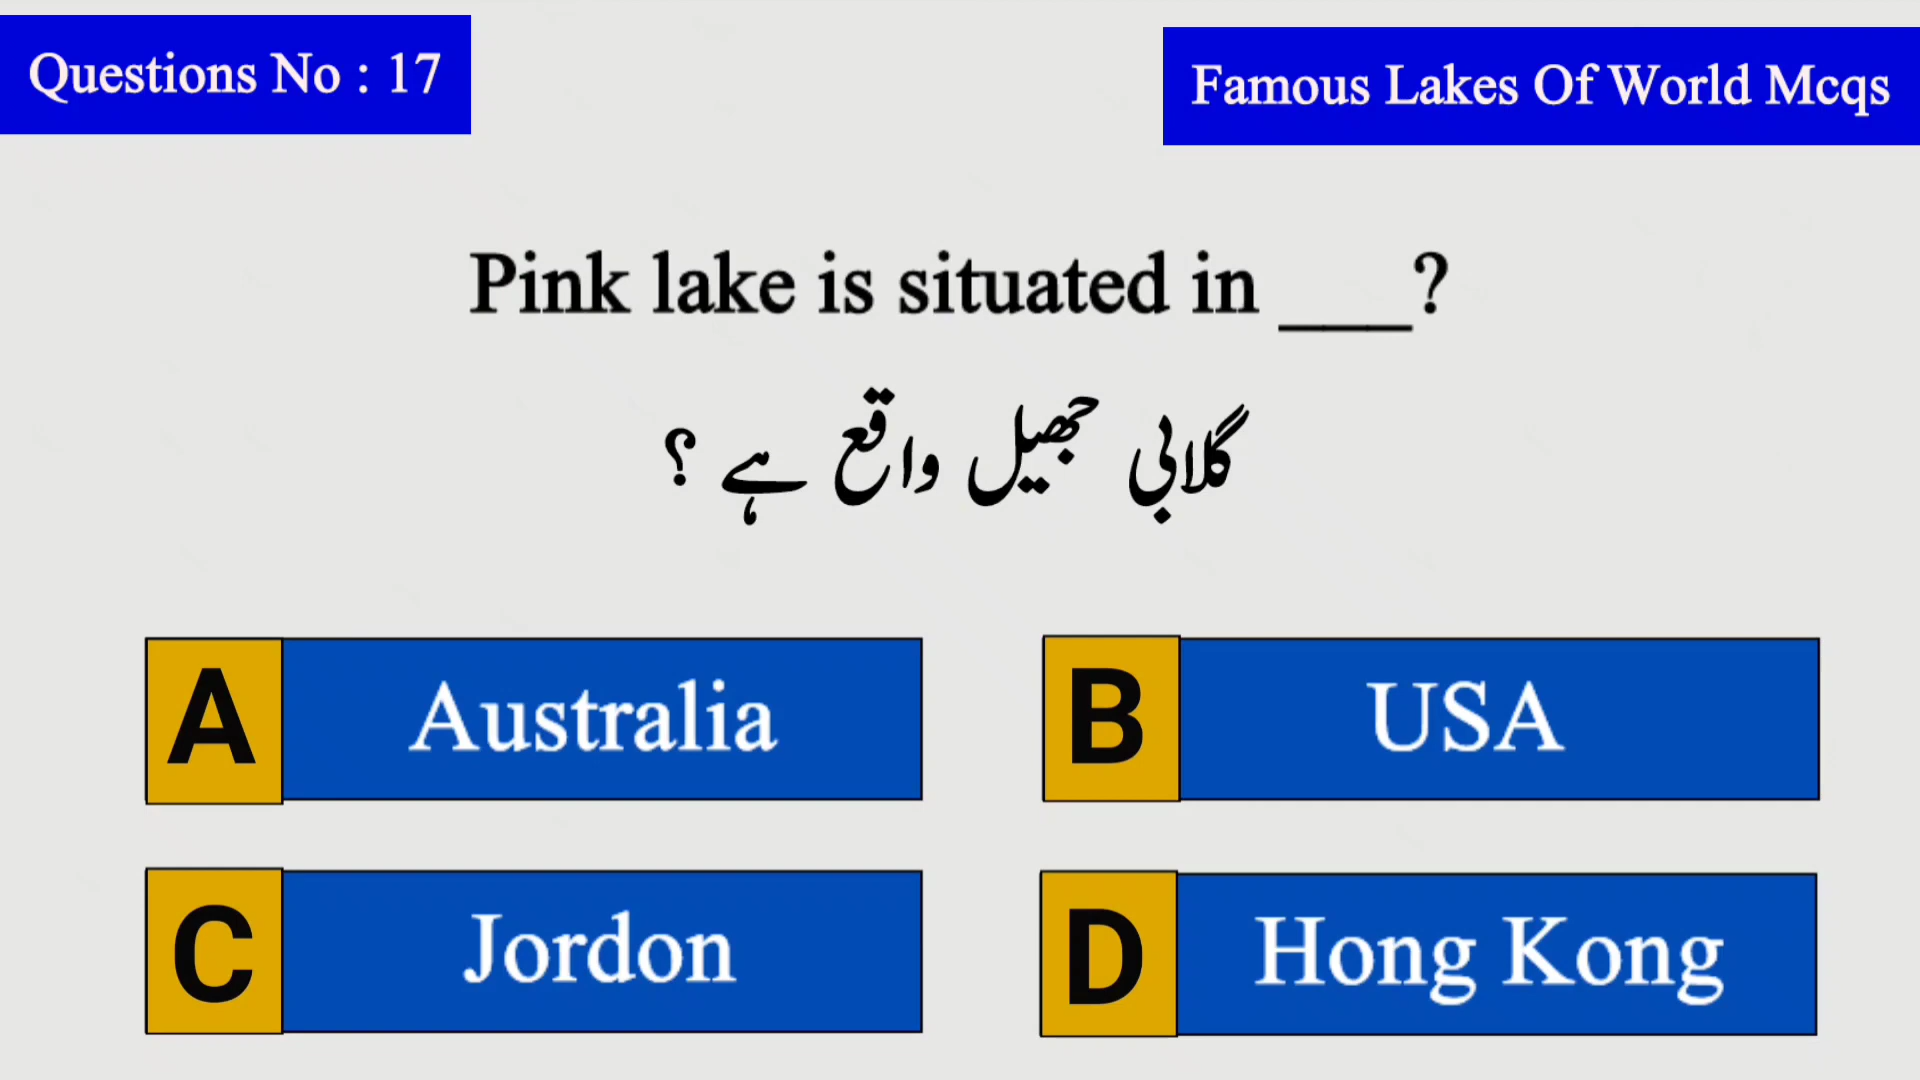 Questions No : 17
Famous Lakes Of World Mcqs
Pink lake is situated in ___?
گلابی جھیل واقع ہے ؟
A Australia
B USA
C Jordon
D Hong Kong